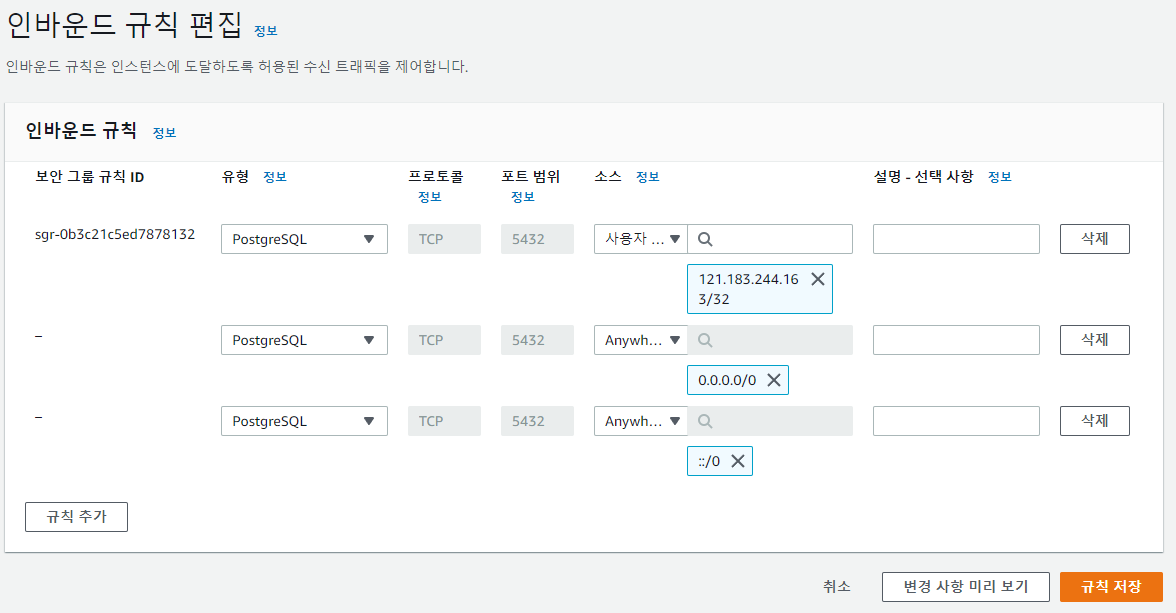 인바운드 규칙 편집 정보
인바운드 규칙은 인스턴스에 도달하도록 허용된 수신 트래픽을 제어합니다.
인바운드 규칙 정보
보안 그룹 규칙 ID 유형 정보 프로토콜 정보 포트 범위 정보 소스 정보 설명 - 선택 사항 정보
sgr-0b3c21c5ed7878132 PostgreSQL TCP 5432 사용자 ... 삭제
121.183.244.16
3/32
– PostgreSQL TCP 5432 Anywh... 삭제
0.0.0.0/0
– PostgreSQL TCP 5432 Anywh... 삭제
::/0
규칙 추가
취소 변경 사항 미리 보기 규칙 저장